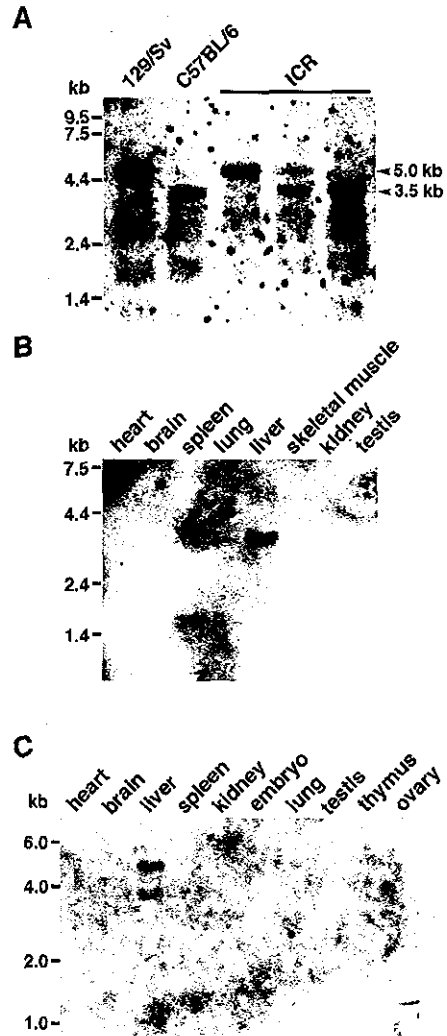 A
129/Sv C57BL/6 ICR
kb
9.5
7.5
4.4
2.4
1.4
5.0 kb
3.5 kb
B
heart brain spleen lung liver skeletal muscle kidney testis
kb
7.5
4.4
2.4
1.4
C
heart brain liver spleen kidney embryo lung testis thymus ovary
kb
6.0
4.0
2.0
1.0